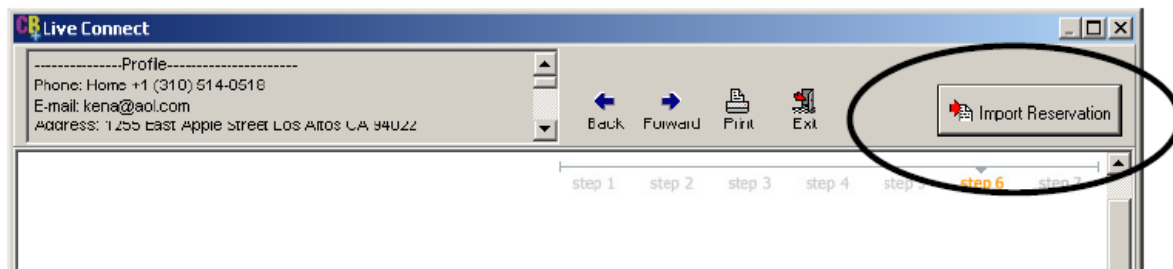 CB Live Connect
---------------Profile----------------------
Phone: Home +1 (310) 514-0518
E-mail: kena@aol.com
Address: 1255 East Apple Street Los Altos CA 94022
Back Forward Print Exit
Import Reservation
step 1 step 2 step 3 step 4 step 5 step 6 step 7